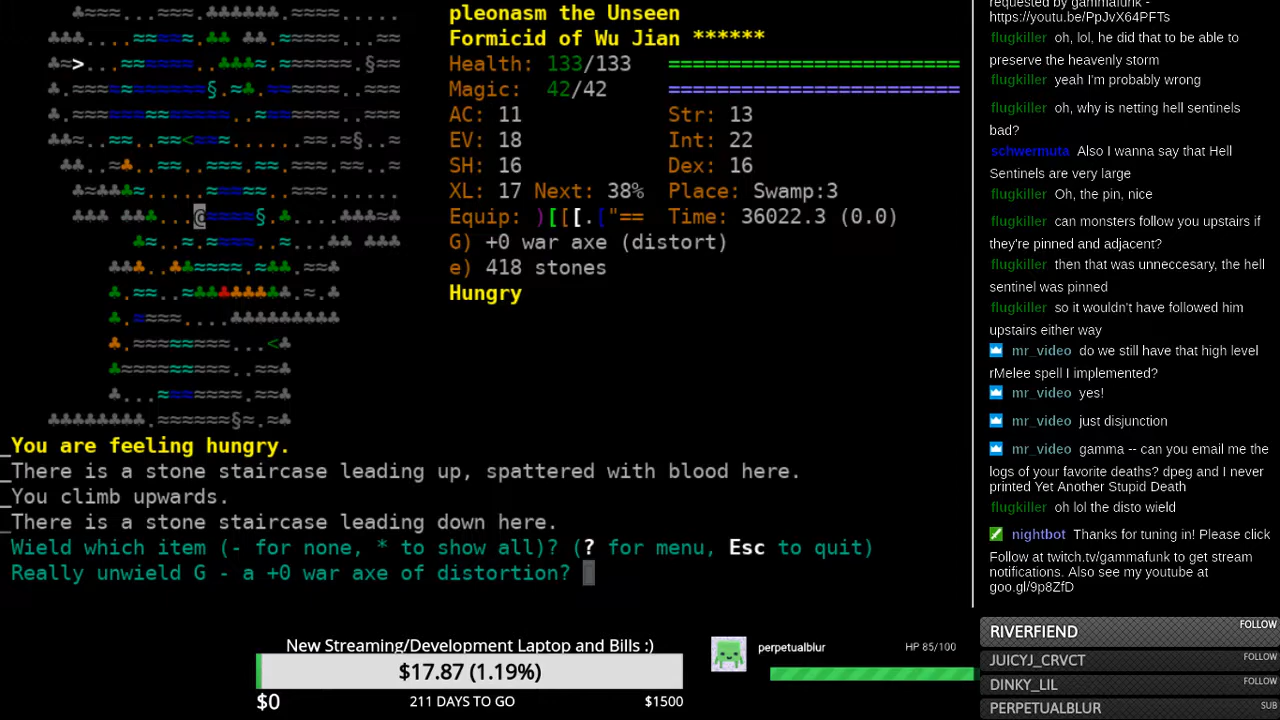 pleonasm the Unseen
Formicid of Wu Jian ******
Health: 133/133
Magic: 42/42
AC: 11 Str: 13
EV: 18 Int: 22
SH: 16 Dex: 16
XL: 17 Next: 38% Place: Swamp:3
Equip: )[[[.["== Time: 36022.3 (0.0)
G) +0 war axe (distort)
e) 418 stones
Hungry
_You are feeling hungry.
_There is a stone staircase leading up, spattered with blood here.
_You climb upwards.
_There is a stone staircase leading down here.
Wield which item (- for none, * to show all)? (? for menu, Esc to quit)
Really unwield G - a +0 war axe of distortion?
requested by gammafunk -
https://youtu.be/PpJvX64PFTs
flugkiller oh, lol, he did that to be able to
preserve the heavenly storm
flugkiller yeah I'm probably wrong
flugkiller oh, why is netting hell sentinels
bad?
schwermuta Also I wanna say that Hell
Sentinels are very large
flugkiller Oh, the pin, nice
flugkiller can monsters follow you upstairs if
they're pinned and adjacent?
flugkiller then that was unneccesary, the hell
sentinel was pinned
flugkiller so it wouldn't have followed him
upstairs either way
mr_video do we still have that high level
rMelee spell I implemented?
mr_video yes!
mr_video just disjunction
mr_video gamma -- can you email me the
logs of your favorite deaths? dpeg and I never
printed Yet Another Stupid Death
flugkiller oh lol the disto wield
nightbot Thanks for tuning in! Please click
Follow at twitch.tv/gammafunk to get stream
notifications. Also see my youtube at
goo.gl/9p8ZfD
New Streaming/Development Laptop and Bills :)
$17.87 (1.19%)
$0 211 DAYS TO GO $1500
perpetualblur HP 85/100
RIVERFIEND FOLLOW
JUICYJ_CRVCT FOLLOW
DINKY_LIL FOLLOW
PERPETUALBLUR SUB